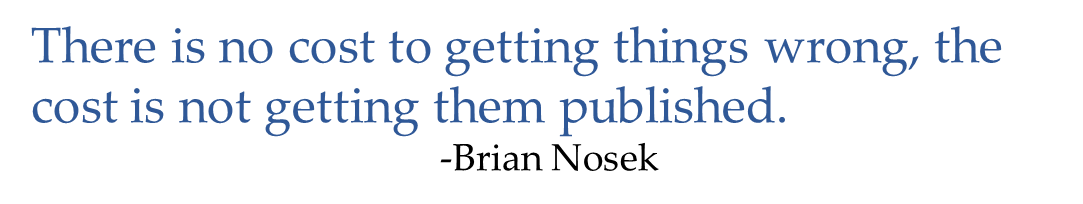 There is no cost to getting things wrong, the
cost is not getting them published.
-Brian Nosek